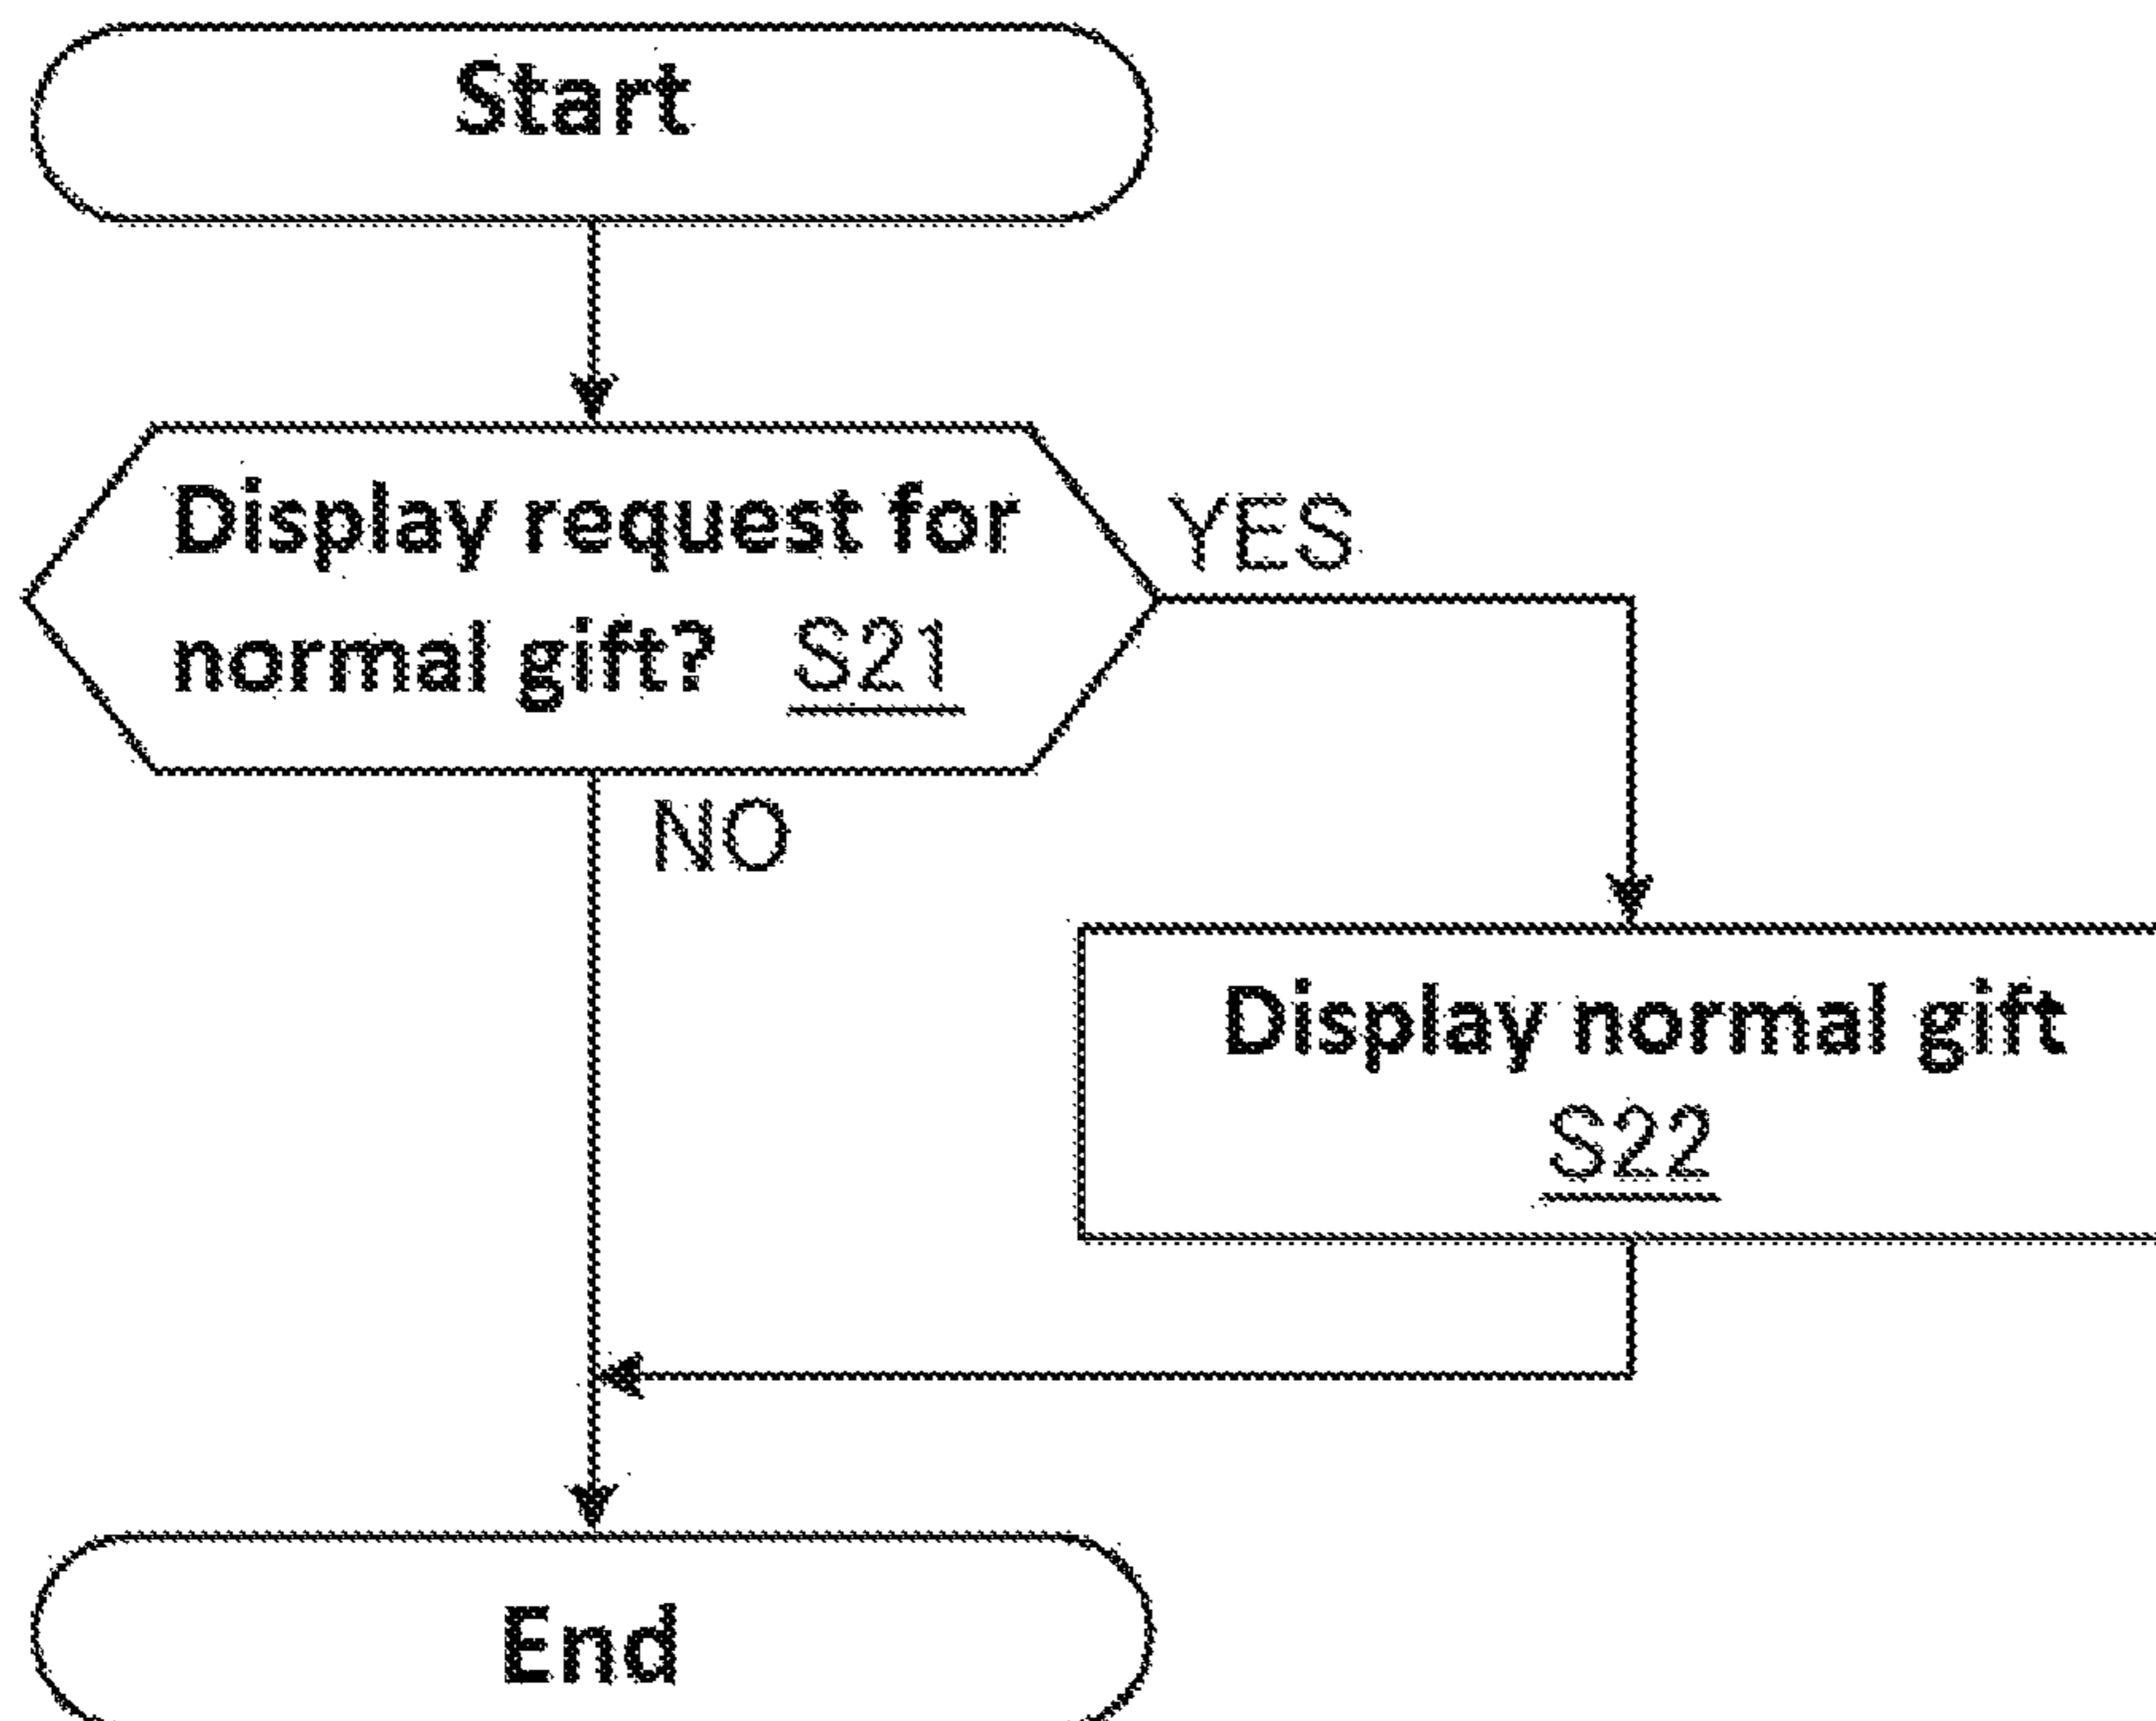 Start
Display request for
normal gift? S21
YES
NO
Display normal gift
S22
End